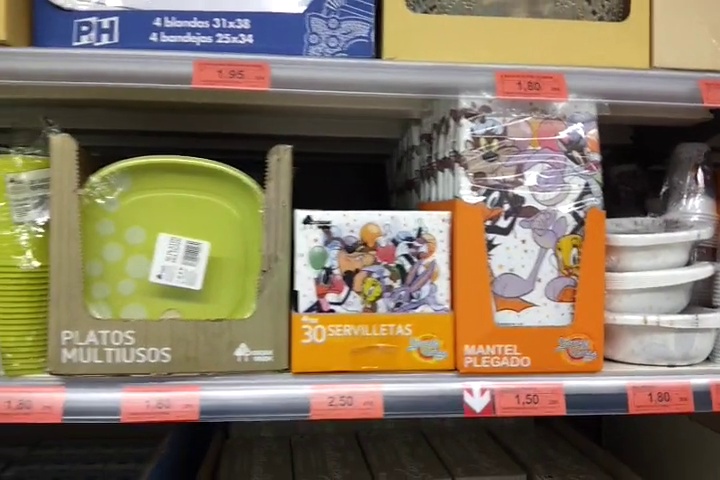 PH
4 blondas 31x38
4 bandejas 25x34
1,95
1,80
PLATOS
MULTIUSOS
30 SERVILLETAS
MANTEL
PLEGADO
1,80
1,80
2,50
1,50
1,80